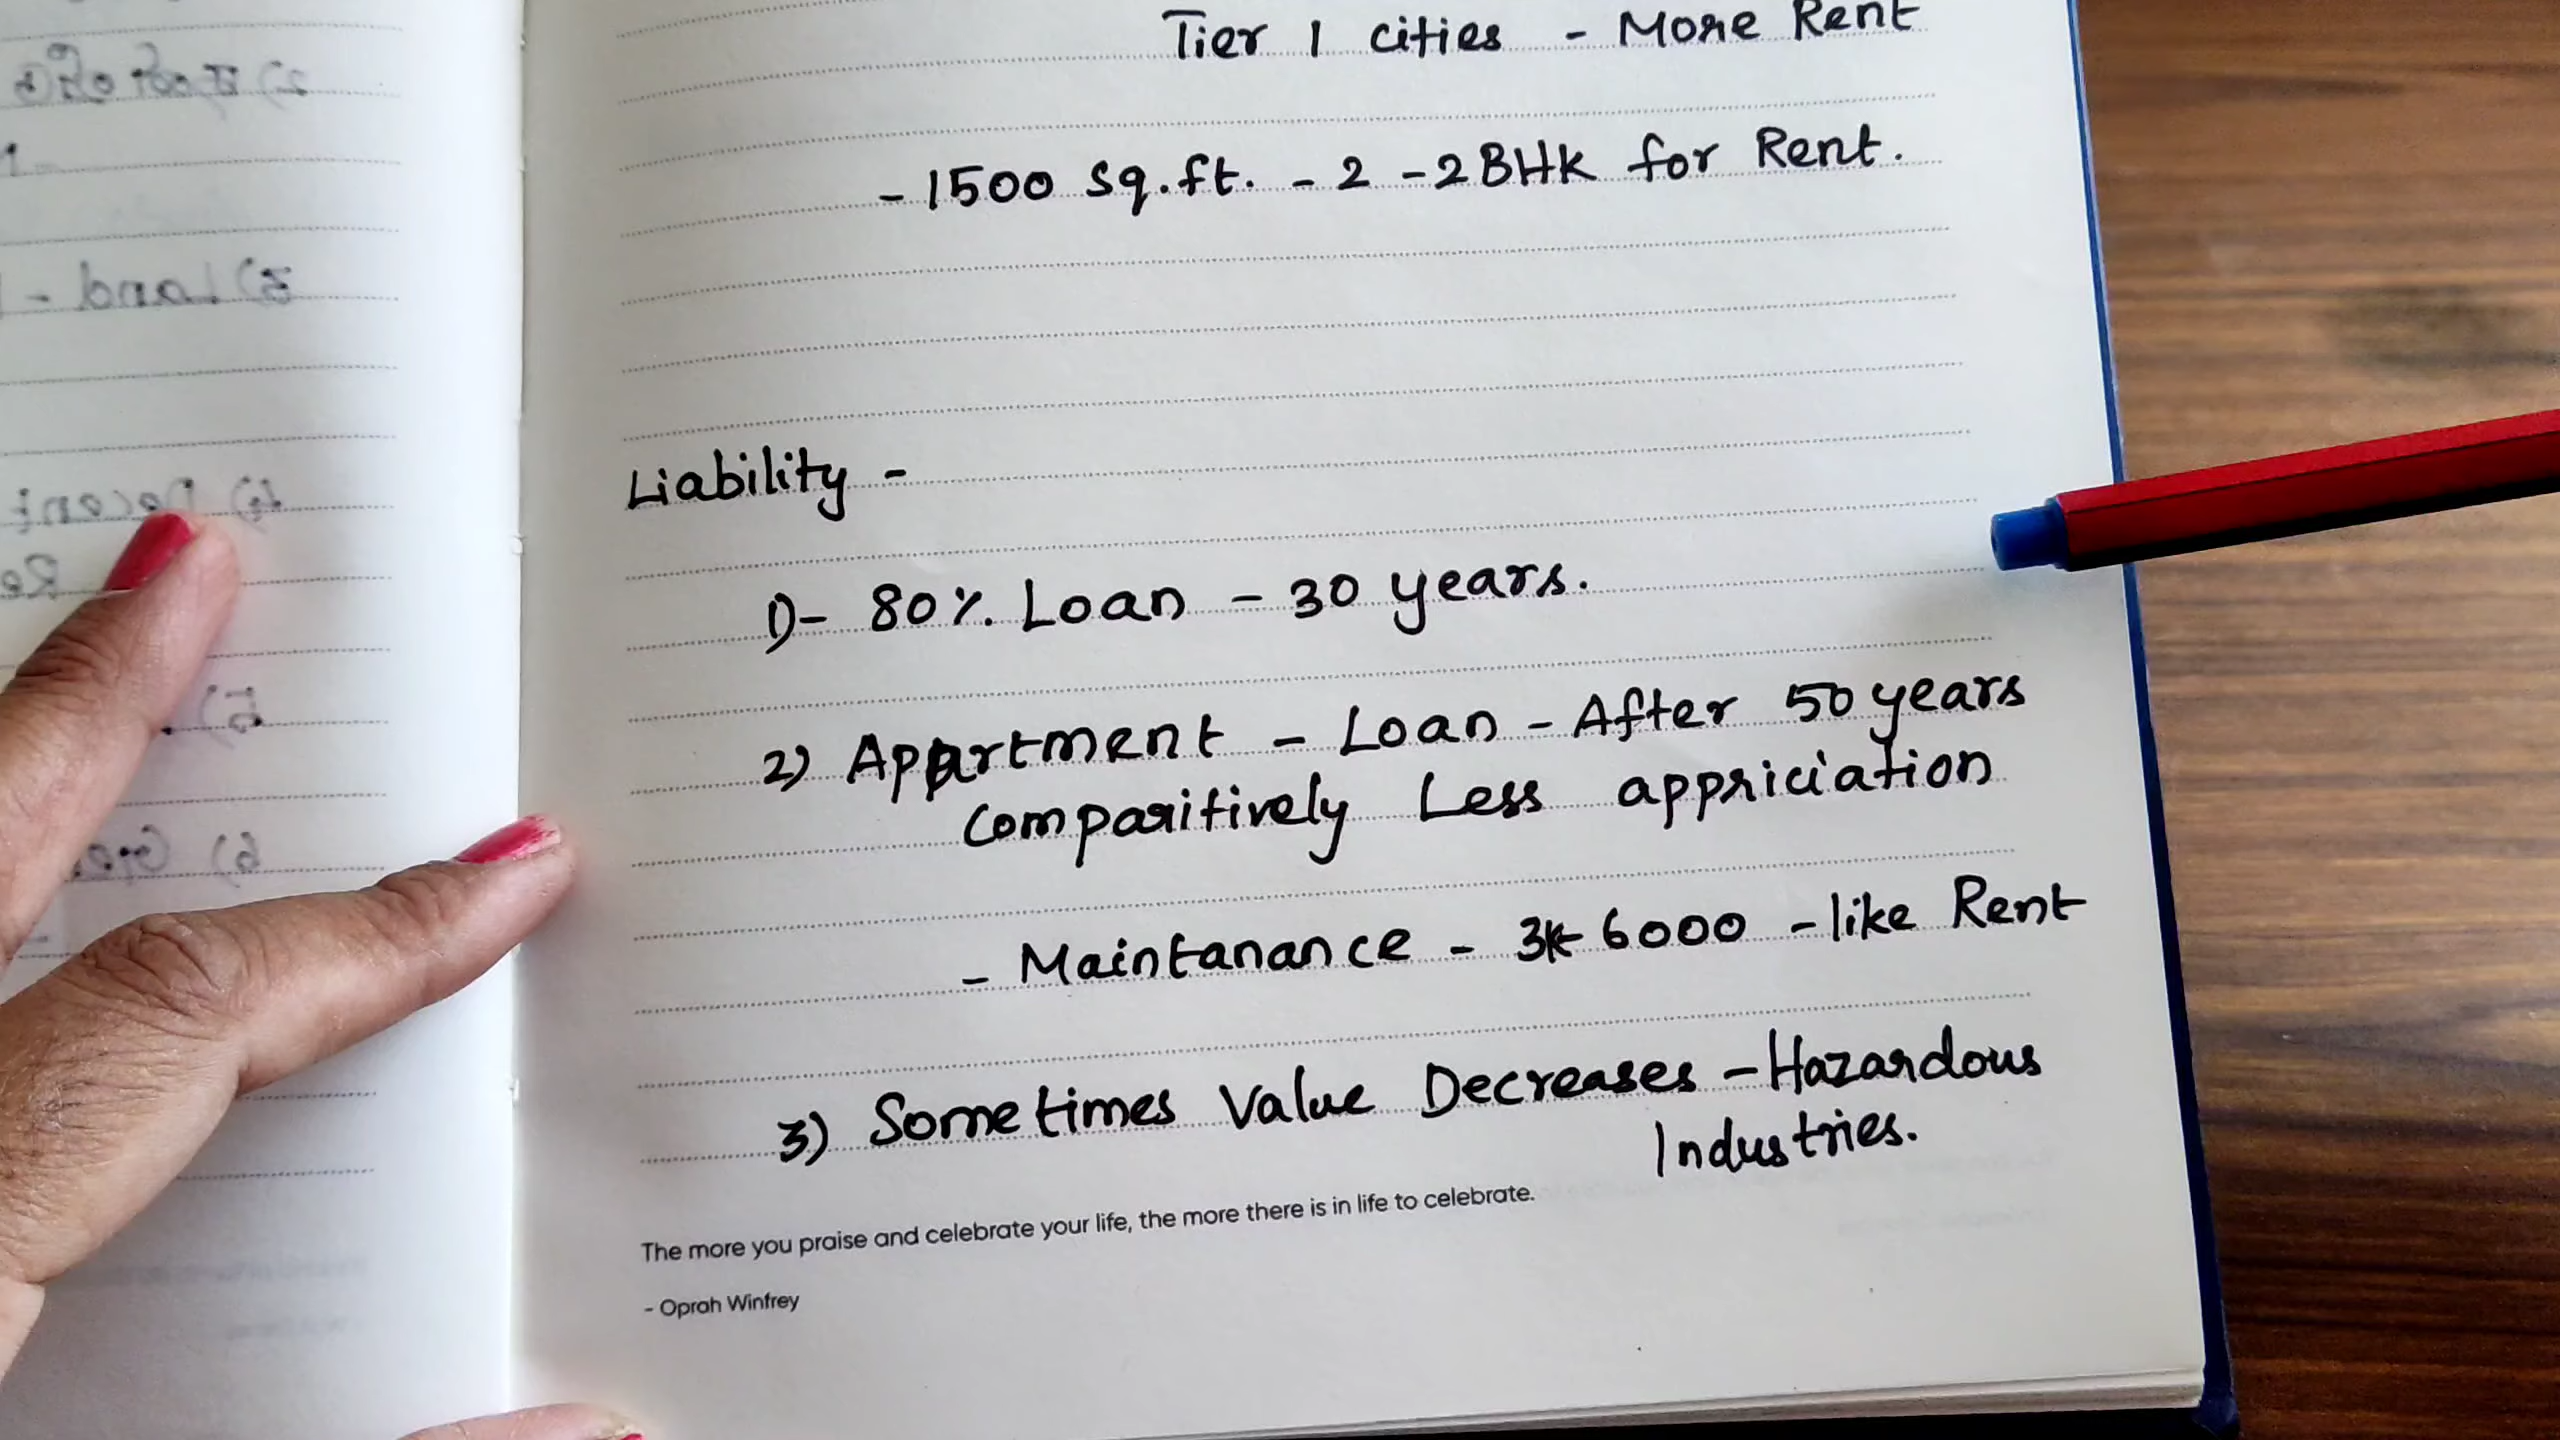 Tier 1 cities - More Rent
- 1500 sq.ft. - 2 - 2BHK for Rent.
Liability -
1)- 80% Loan - 30 years.
2) Appartment - Loan - After 50 years
comparitively Less appriciation
- Maintanance - 3k 6000 - like Rent
3) Sometimes Value Decreases - Hazardous
Industries.
The more you praise and celebrate your life, the more there is in life to celebrate.
- Oprah Winfrey